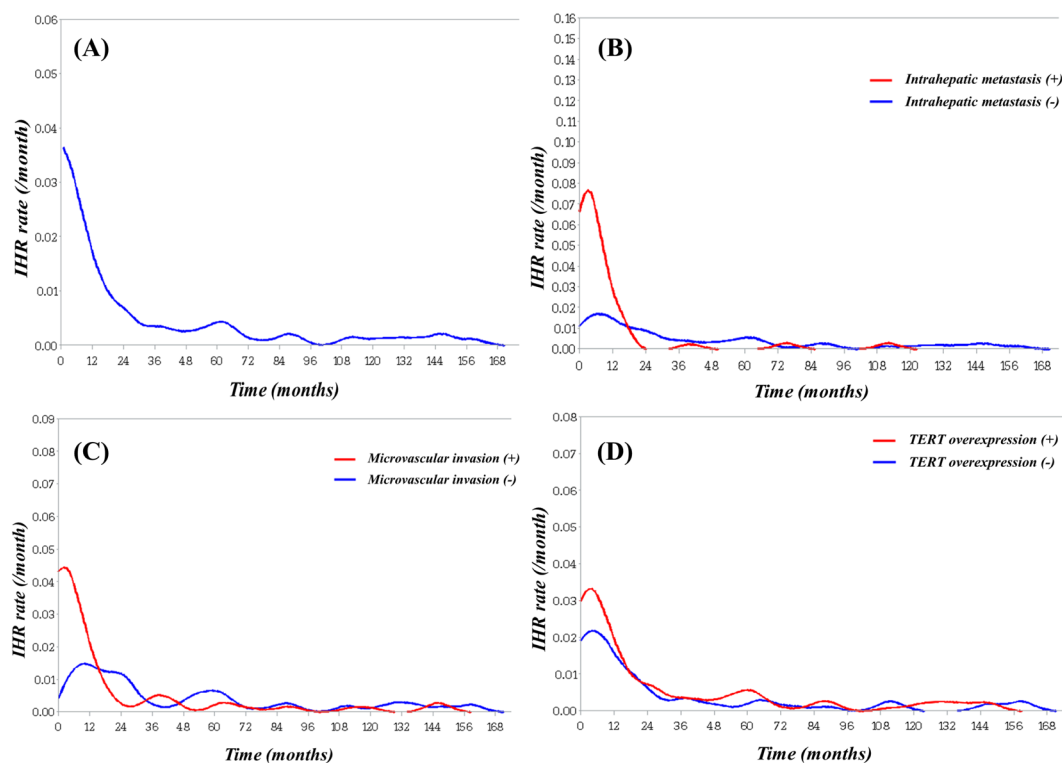 (A)
IHR rate (/month)
0.06
0.05
0.04
0.03
0.02
0.01
0.00
0 12 24 36 48 60 72 84 96 108 120 132 144 156 168
Time (months)
(B)
Intrahepatic metastasis (+)
Intrahepatic metastasis (-)
IHR rate (/month)
0.16
0.15
0.14
0.13
0.12
0.11
0.10
0.09
0.08
0.07
0.06
0.05
0.04
0.03
0.02
0.01
0.00
0 12 24 36 48 60 72 84 96 108 120 132 144 156 168
Time (months)
(C)
Microvascular invasion (+)
Microvascular invasion (-)
IHR rate (/month)
0.09
0.08
0.07
0.06
0.05
0.04
0.03
0.02
0.01
0.00
0 12 24 36 48 60 72 84 96 108 120 132 144 156 168
Time (months)
(D)
TERT overexpression (+)
TERT overexpression (-)
IHR rate (/month)
0.08
0.07
0.06
0.05
0.04
0.03
0.02
0.01
0.00
0 12 24 36 48 60 72 84 96 108 120 132 144 156 168
Time (months)